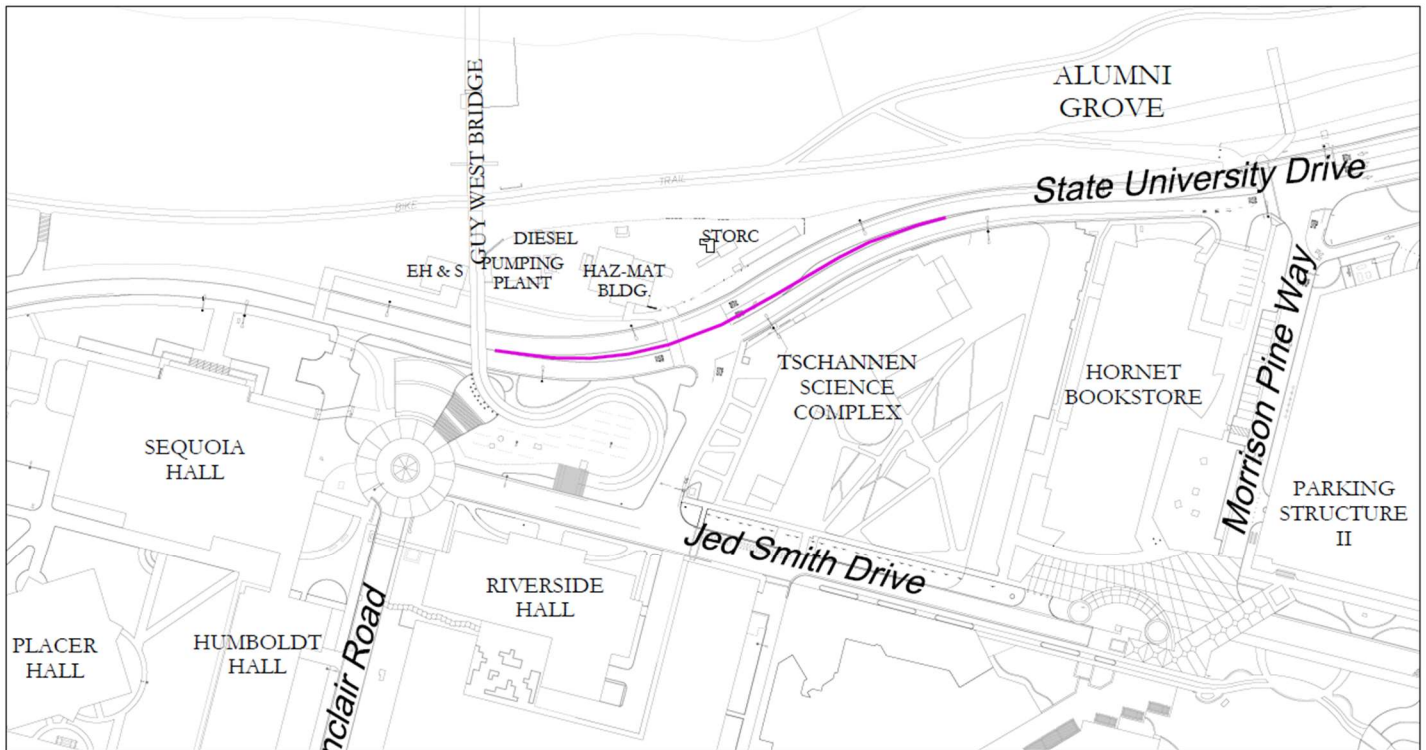 ALUMNI
GROVE
GUY WEST BRIDGE
State University Drive
BIKE
TRAIL
DIESEL
PUMPING
PLANT
EH & S
HAZ-MAT
BLDG.
STORC
TSCHANNEN
SCIENCE
COMPLEX
HORNET
BOOKSTORE
Morrison Pine Way
SEQUOIA
HALL
PARKING
STRUCTURE
II
Jed Smith Drive
RIVERSIDE
HALL
PLACER
HALL
HUMBOLDT
HALL
nclair Road